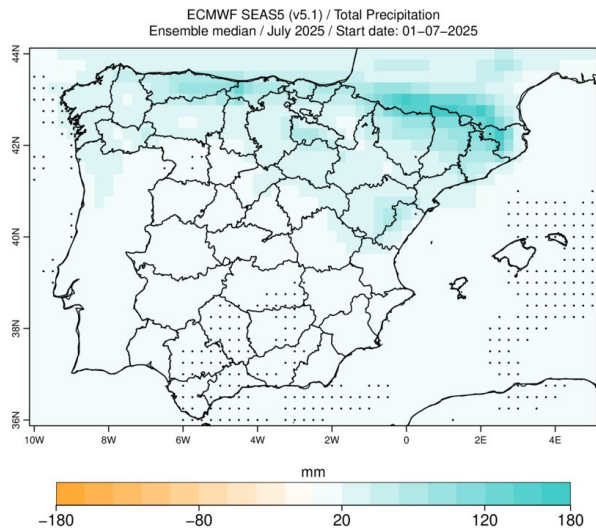 ECMWF SEAS5 (v5.1) / Total Precipitation
Ensemble median / July 2025 / Start date: 01−07−2025
44N
42N
40N
38N
36N
10W 8W 6W 4W 2W 0 2E 4E
mm
−180 −80 20 120 180